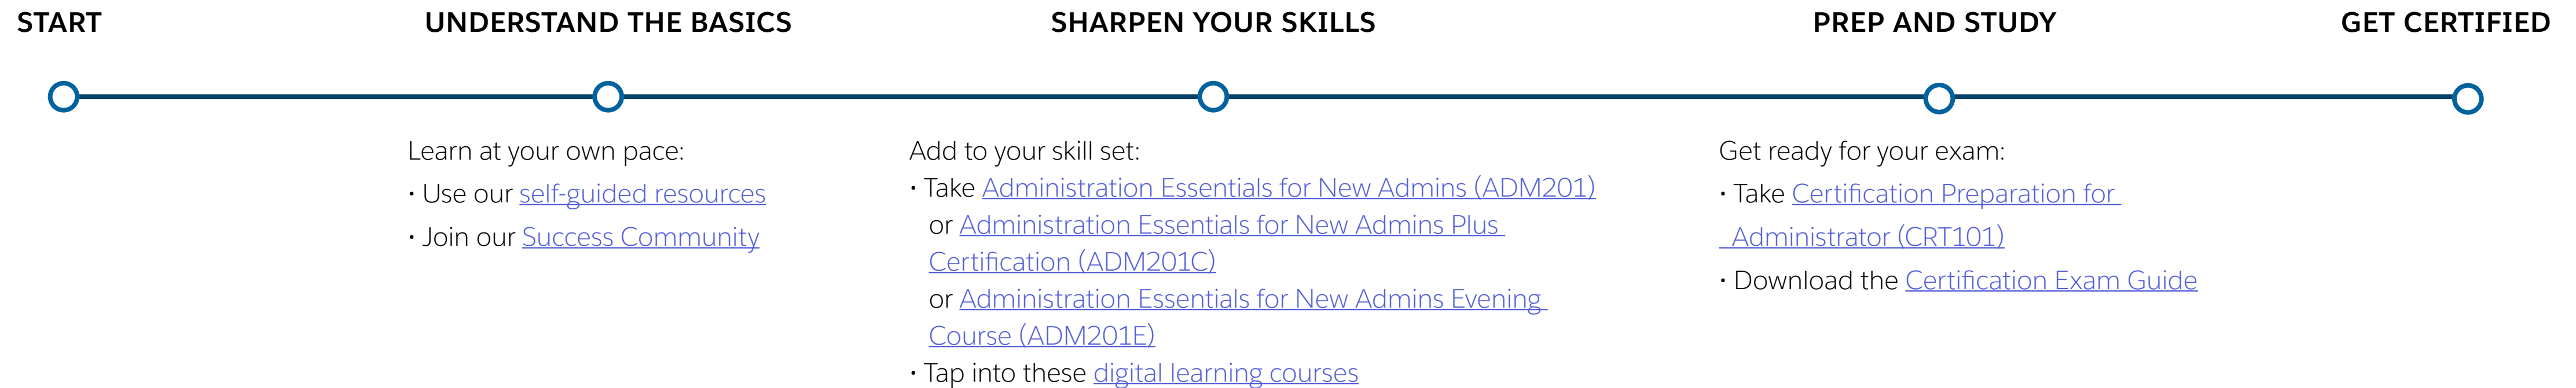 START
UNDERSTAND THE BASICS
SHARPEN YOUR SKILLS
PREP AND STUDY
GET CERTIFIED
Learn at your own pace:
· Use our self-guided resources
· Join our Success Community
Add to your skill set:
· Take Administration Essentials for New Admins (ADM201)
or Administration Essentials for New Admins Plus
Certification (ADM201C)
or Administration Essentials for New Admins Evening
Course (ADM201E)
· Tap into these digital learning courses
Get ready for your exam:
· Take Certification Preparation for
Administrator (CRT101)
· Download the Certification Exam Guide